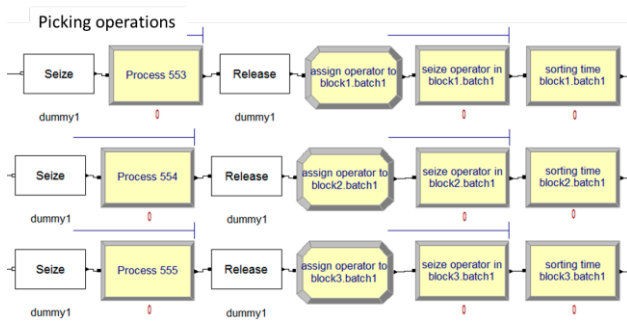 Picking operations
Seize
Process 553
Release
assign operator to
block1.batch1
seize operator in
block1.batch1
sorting time
block1.batch1
dummy1
0
dummy1
0
0
Seize
Process 554
Release
assign operator to
block2.batch1
seize operator in
block2.batch1
sorting time
block2.batch1
dummy1
0
dummy1
0
0
Seize
Process 555
Release
assign operator to
block3.batch1
seize operator in
block3.batch1
sorting time
block3.batch1
dummy1
0
dummy1
0
0